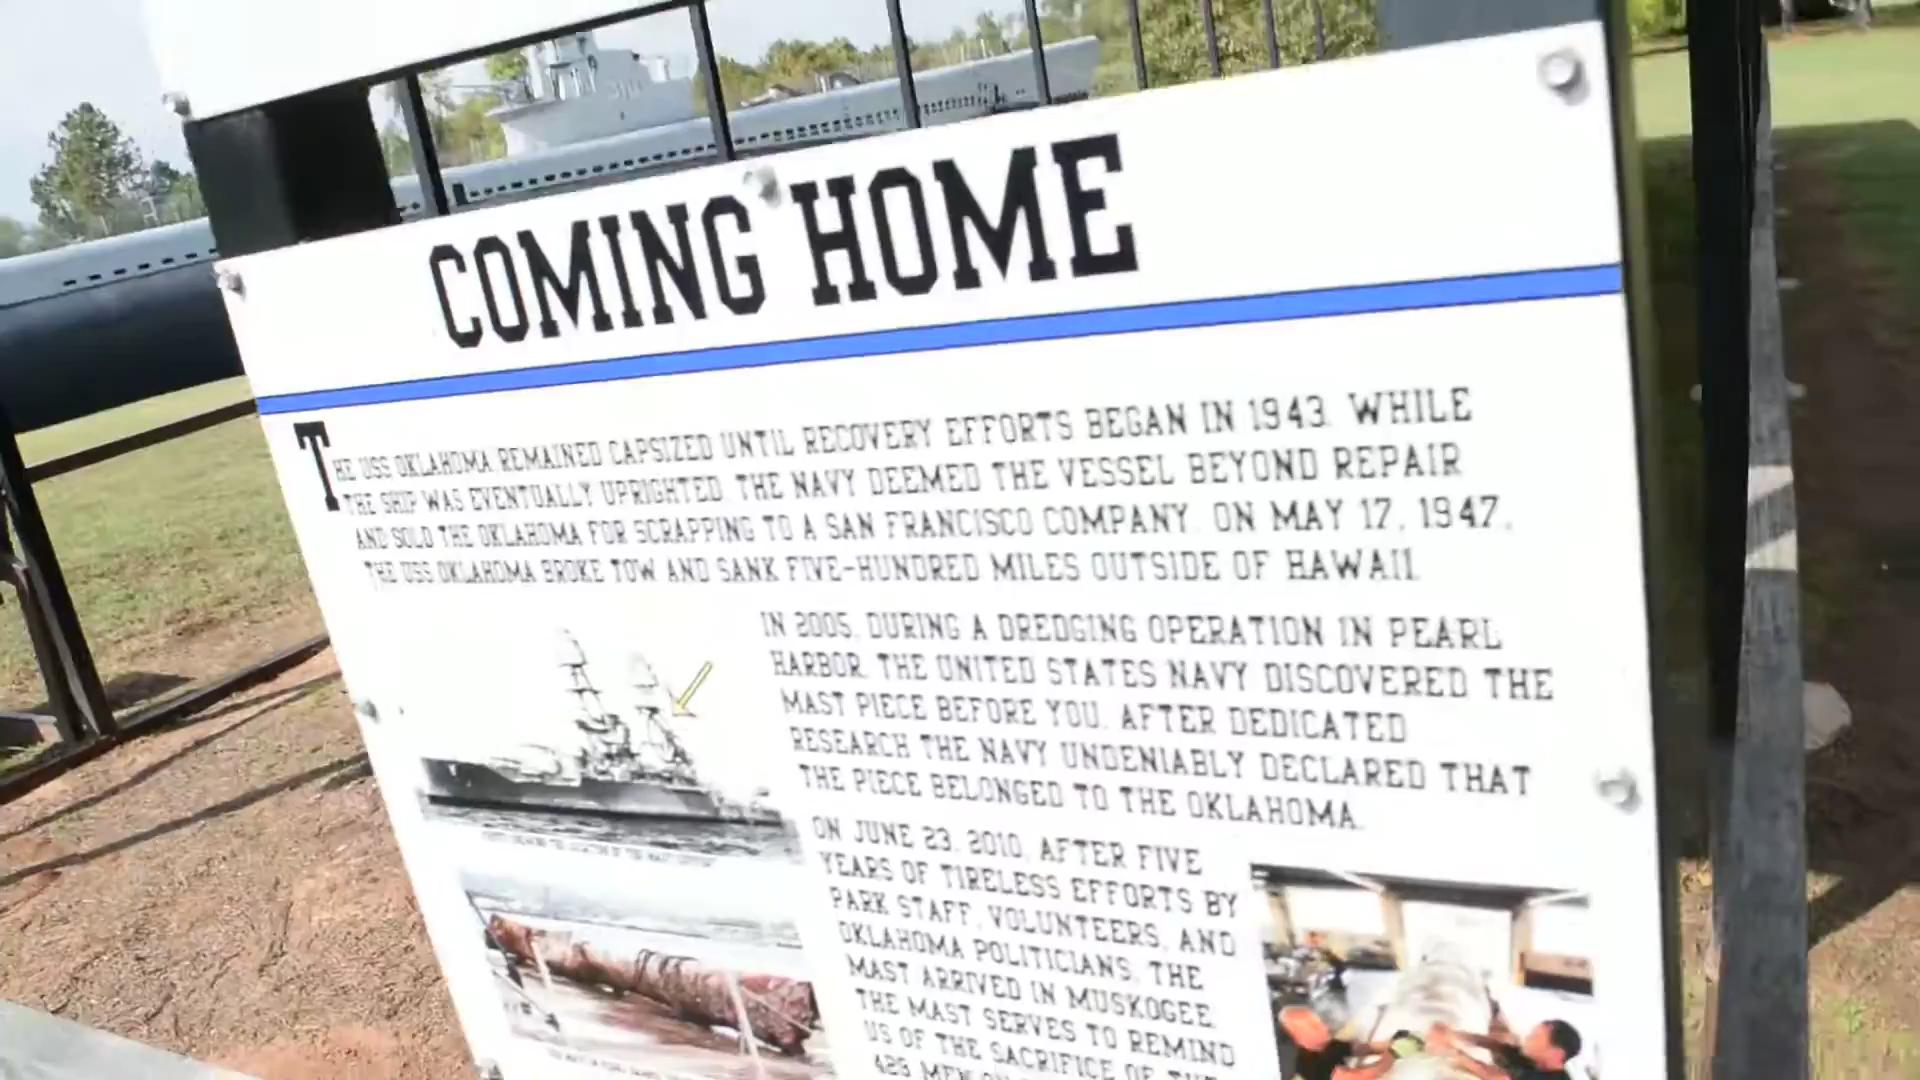 COMING HOME
THE USS OKLAHOMA REMAINED CAPSIZED UNTIL RECOVERY EFFORTS BEGAN IN 1943. WHILE
THE SHIP WAS EVENTUALLY UPRIGHTED, THE NAVY DEEMED THE VESSEL BEYOND REPAIR
AND SOLD THE OKLAHOMA FOR SCRAPPING TO A SAN FRANCISCO COMPANY. ON MAY 17, 1947,
THE USS OKLAHOMA BROKE TOW AND SANK FIVE-HUNDRED MILES OUTSIDE OF HAWAII.
IN 2005, DURING A DREDGING OPERATION IN PEARL
HARBOR, THE UNITED STATES NAVY DISCOVERED THE
MAST PIECE BEFORE YOU. AFTER DEDICATED
RESEARCH THE NAVY UNDENIABLY DECLARED THAT
THE PIECE BELONGED TO THE OKLAHOMA.
ON JUNE 23, 2010, AFTER FIVE
YEARS OF TIRELESS EFFORTS BY
PARK STAFF, VOLUNTEERS, AND
OKLAHOMA POLITICIANS, THE
MAST ARRIVED IN MUSKOGEE.
THE MAST SERVES TO REMIND
US OF THE SACRIFICE OF THE
429 MEN ON